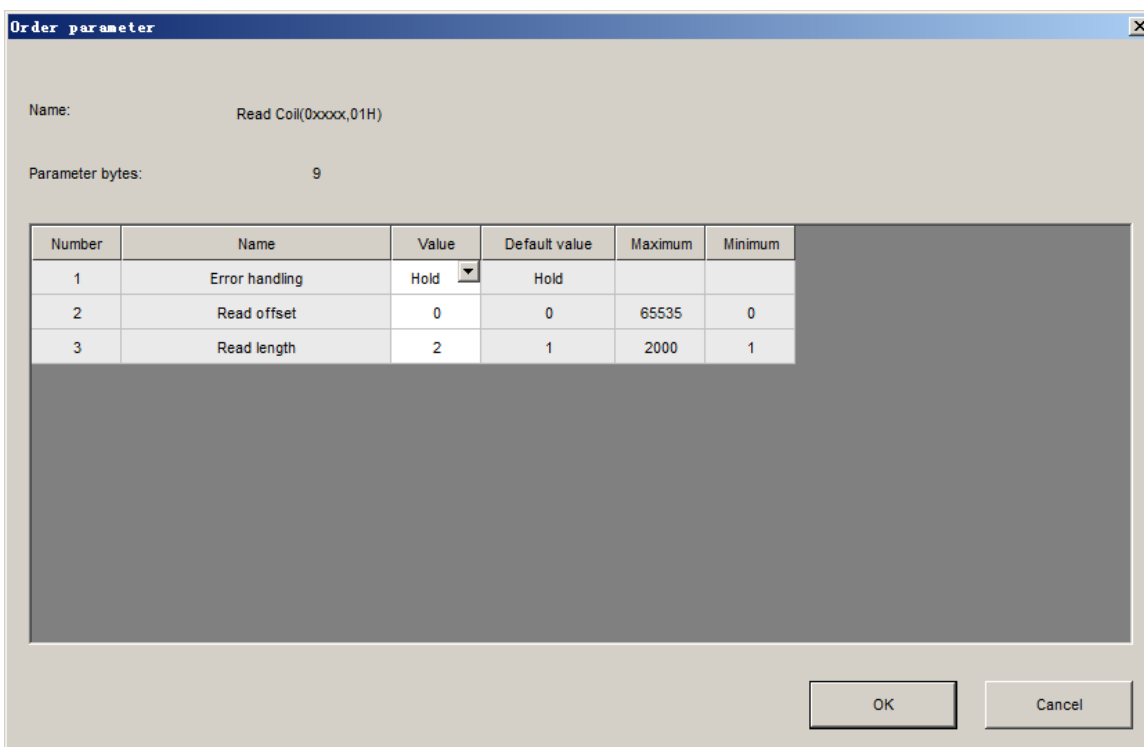 Order parameter
Name: Read Coil(0xxxx,01H)
Parameter bytes: 9
Number Name Value Default value Maximum Minimum
1 Error handling Hold Hold
2 Read offset 0 0 65535 0
3 Read length 2 1 2000 1
OK Cancel